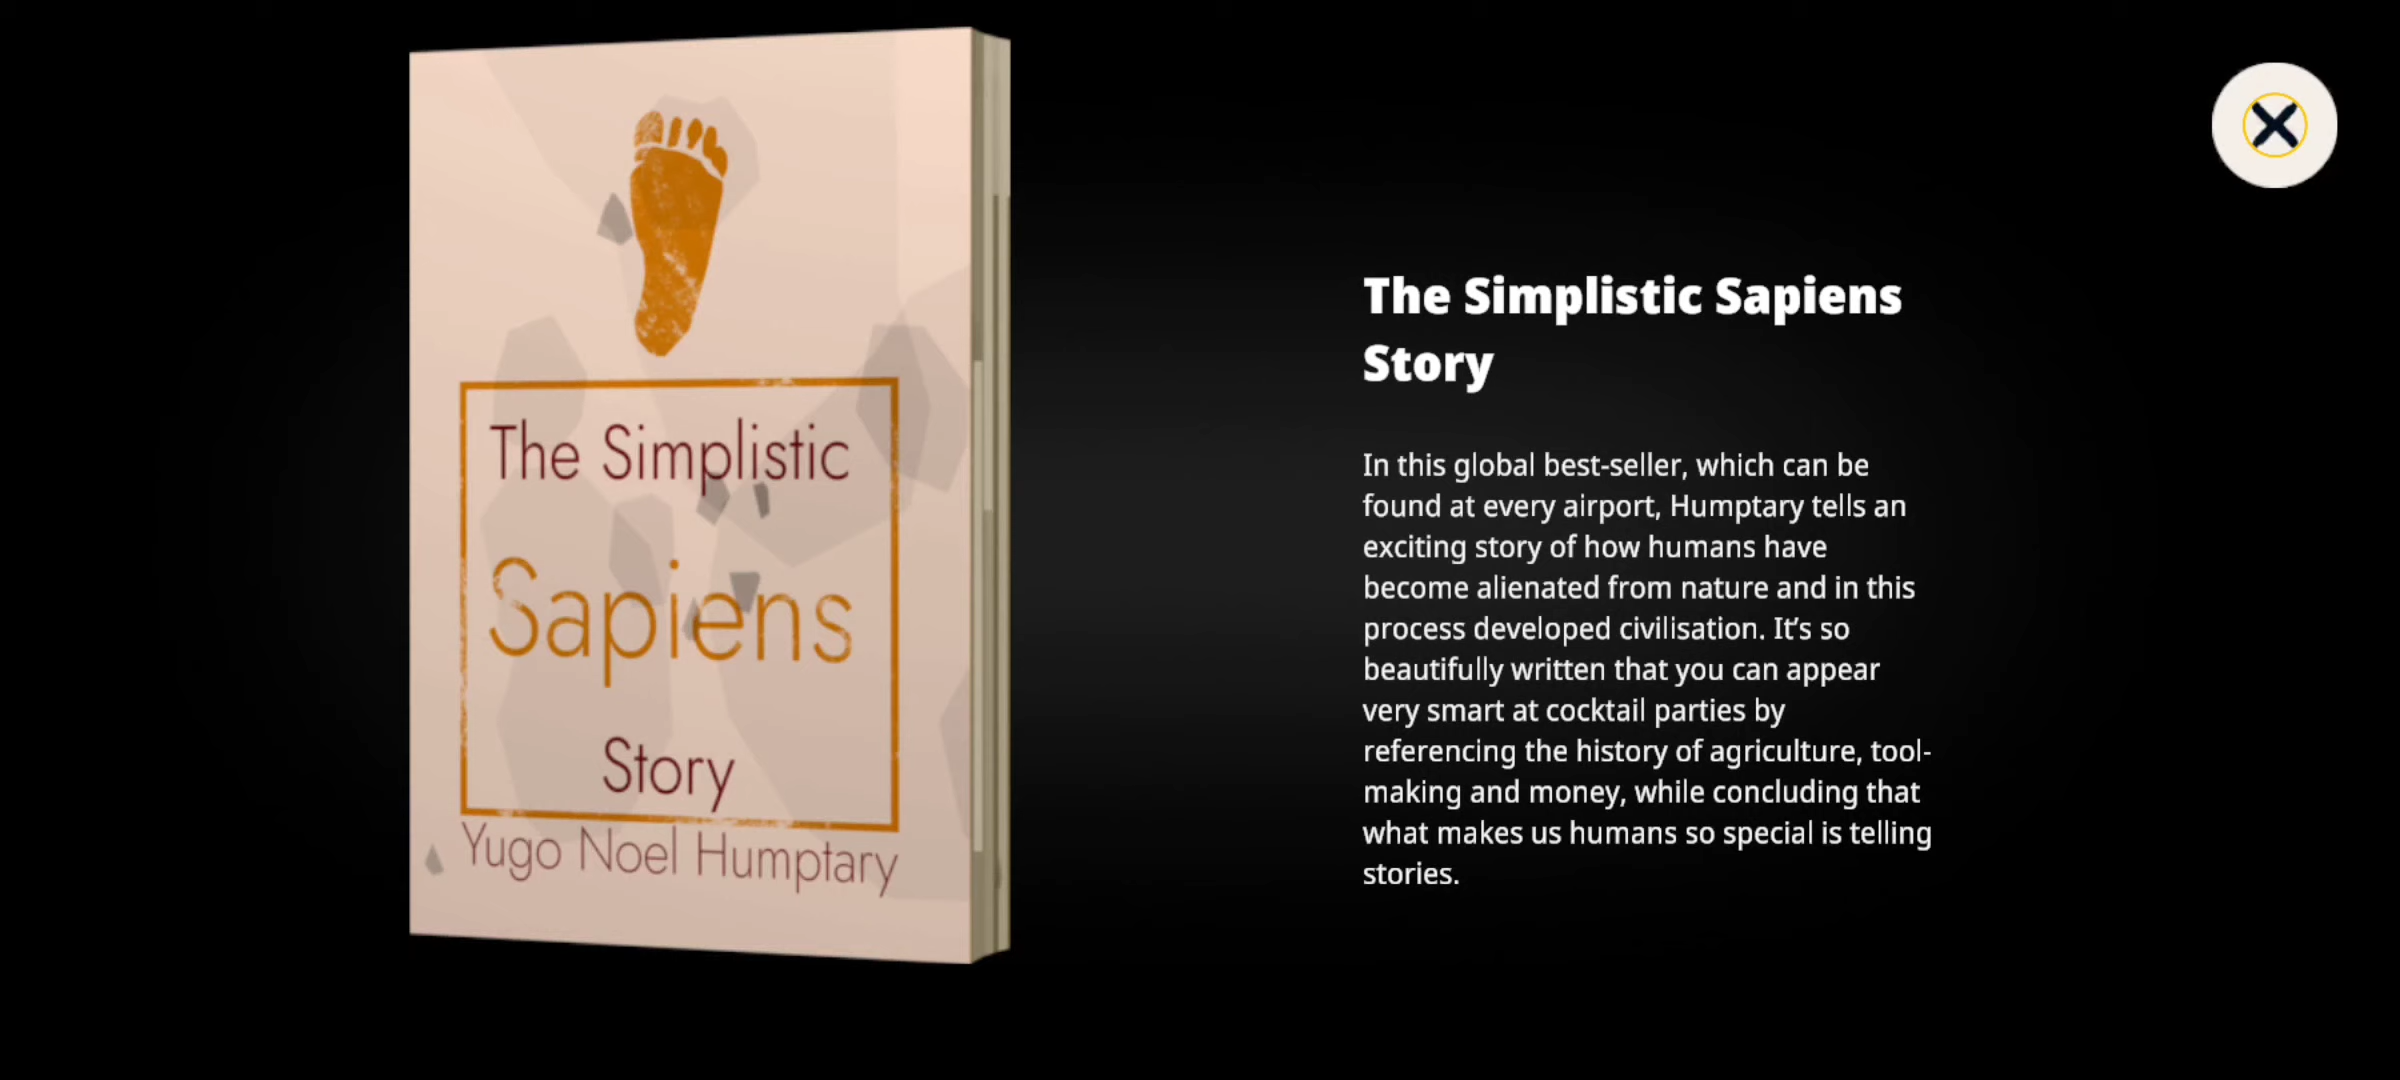 The Simplistic
Sapiens
Story
Yugo Noel Humptary
The Simplistic Sapiens
Story
In this global best-seller, which can be
found at every airport, Humptary tells an
exciting story of how humans have
become alienated from nature and in this
process developed civilisation. It’s so
beautifully written that you can appear
very smart at cocktail parties by
referencing the history of agriculture, tool-
making and money, while concluding that
what makes us humans so special is telling
stories.